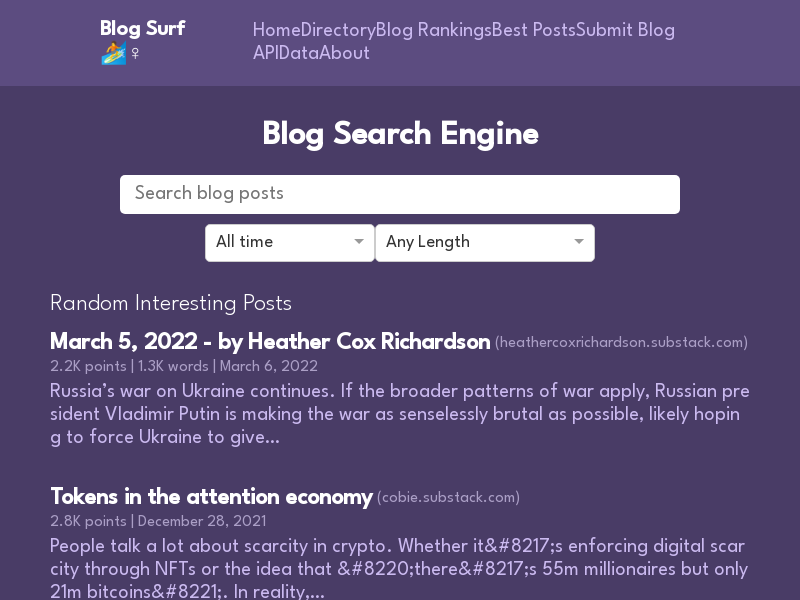 Blog Surf
🏄♀
HomeDirectoryBlog RankingsBest PostsSubmit Blog
APIDataAbout
Blog Search Engine
Search blog posts
All time
Any Length
Random Interesting Posts
March 5, 2022 - by Heather Cox Richardson (heathercoxrichardson.substack.com)
2.2K points | 1.3K words | March 6, 2022
Russia’s war on Ukraine continues. If the broader patterns of war apply, Russian pre
sident Vladimir Putin is making the war as senselessly brutal as possible, likely hopin
g to force Ukraine to give...
Tokens in the attention economy (cobie.substack.com)
2.8K points | December 28, 2021
People talk a lot about scarcity in crypto. Whether it&#8217;s enforcing digital scar
city through NFTs or the idea that &#8220;there&#8217;s 55m millionaires but only
21m bitcoins&#8221;. In reality,...